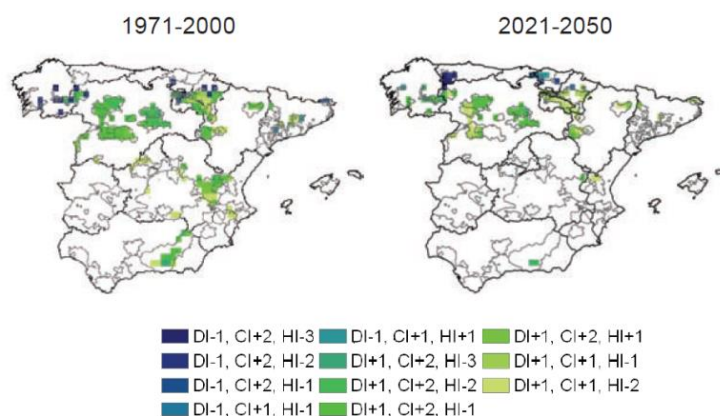 1971-2000 2021-2050
DI-1, CI+2, HI-3 DI-1, CI+1, HI+1 DI+1, CI+2, HI+1
DI-1, CI+2, HI-2 DI+1, CI+2, HI-3 DI+1, CI+1, HI-1
DI-1, CI+2, HI-1 DI+1, CI+2, HI-2 DI+1, CI+1, HI-2
DI-1, CI+1, HI-1 DI+1, CI+2, HI-1